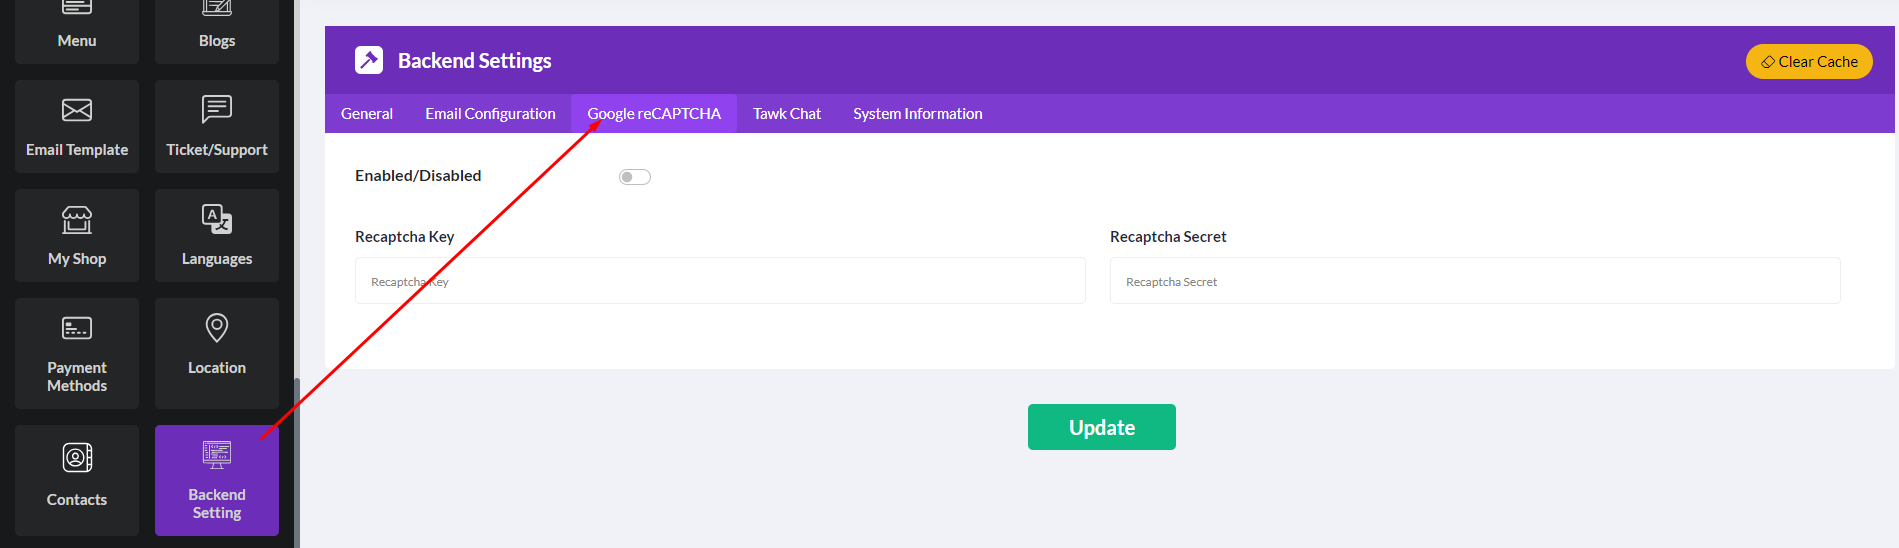 Menu
Blogs
Email Template
Ticket/Support
My Shop
Languages
Payment
Methods
Location
Contacts
Backend
Setting
Backend Settings
Clear Cache
General
Email Configuration
Google reCAPTCHA
Tawk Chat
System Information
Enabled/Disabled
Recaptcha Key
Recaptcha Secret
Recaptcha Key
Recaptcha Secret
Update